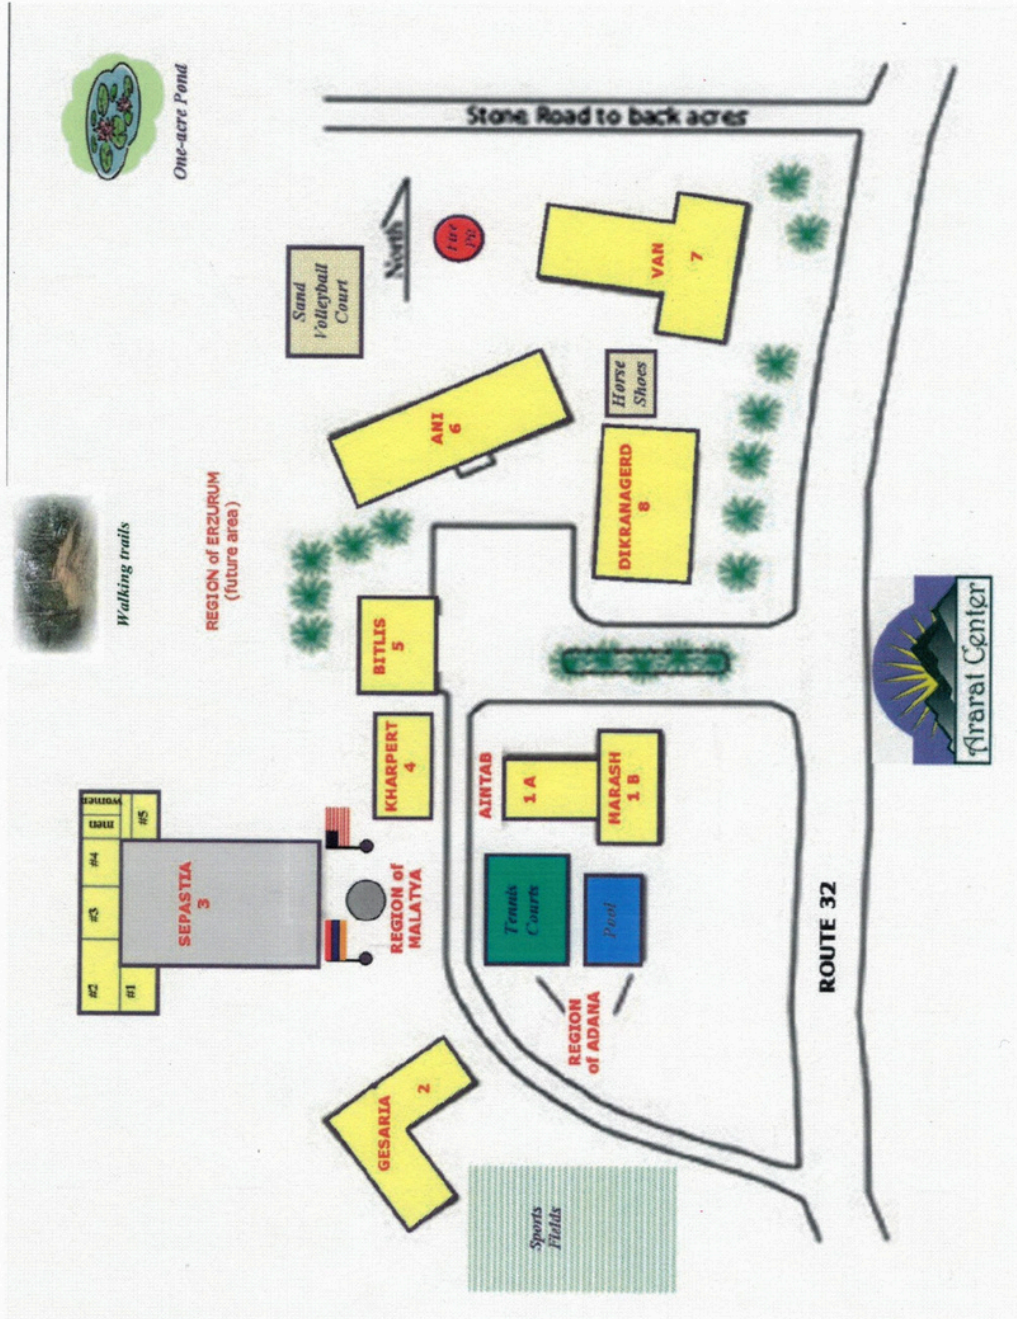 One-acre Pond
Walking trails
REGION of ERZURUM
(future area)
Stone Road to back acres
North
Sand
Volleyball
Court
Fire
Pit
VAN
7
ANI
6
Horse
Shoes
DIKRANAGERD
8
BITLIS
5
KHARPERT
4
#2
#3
#4
men
women
#1
#5
SEPASTIA
3
REGION of
MALATYA
AINTAB
1 A
MARASH
1 B
Tennis
Courts
Pool
REGION
of ADANA
GESARIA
2
Sports
Fields
ROUTE 32
Ararat Center